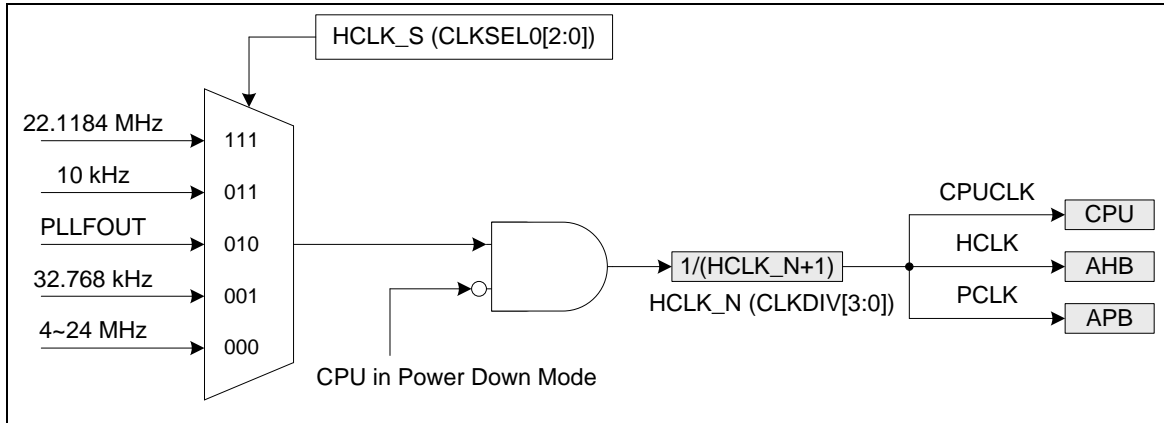 HCLK_S (CLKSEL0[2:0])
22.1184 MHz
111
10 kHz
011
PLLFOUT
010
32.768 kHz
001
4~24 MHz
000
CPU in Power Down Mode
1/(HCLK_N+1)
HCLK_N (CLKDIV[3:0])
CPUCLK
CPU
HCLK
AHB
PCLK
APB